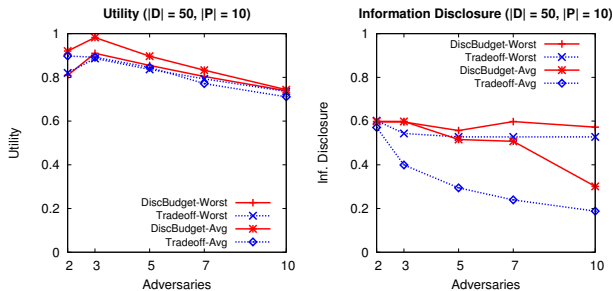 Utility (|D| = 50, |P| = 10)
1
0.8
0.6
0.4
0.2
0
Utility
DiscBudget-Worst
Tradeoff-Worst
DiscBudget-Avg
Tradeoff-Avg
2 3 5 7 10
Adversaries
Information Disclosure (|D| = 50, |P| = 10)
1
0.8
0.6
0.4
0.2
0
Inf. Disclosure
DiscBudget-Worst
Tradeoff-Worst
DiscBudget-Avg
Tradeoff-Avg
2 3 5 7 10
Adversaries